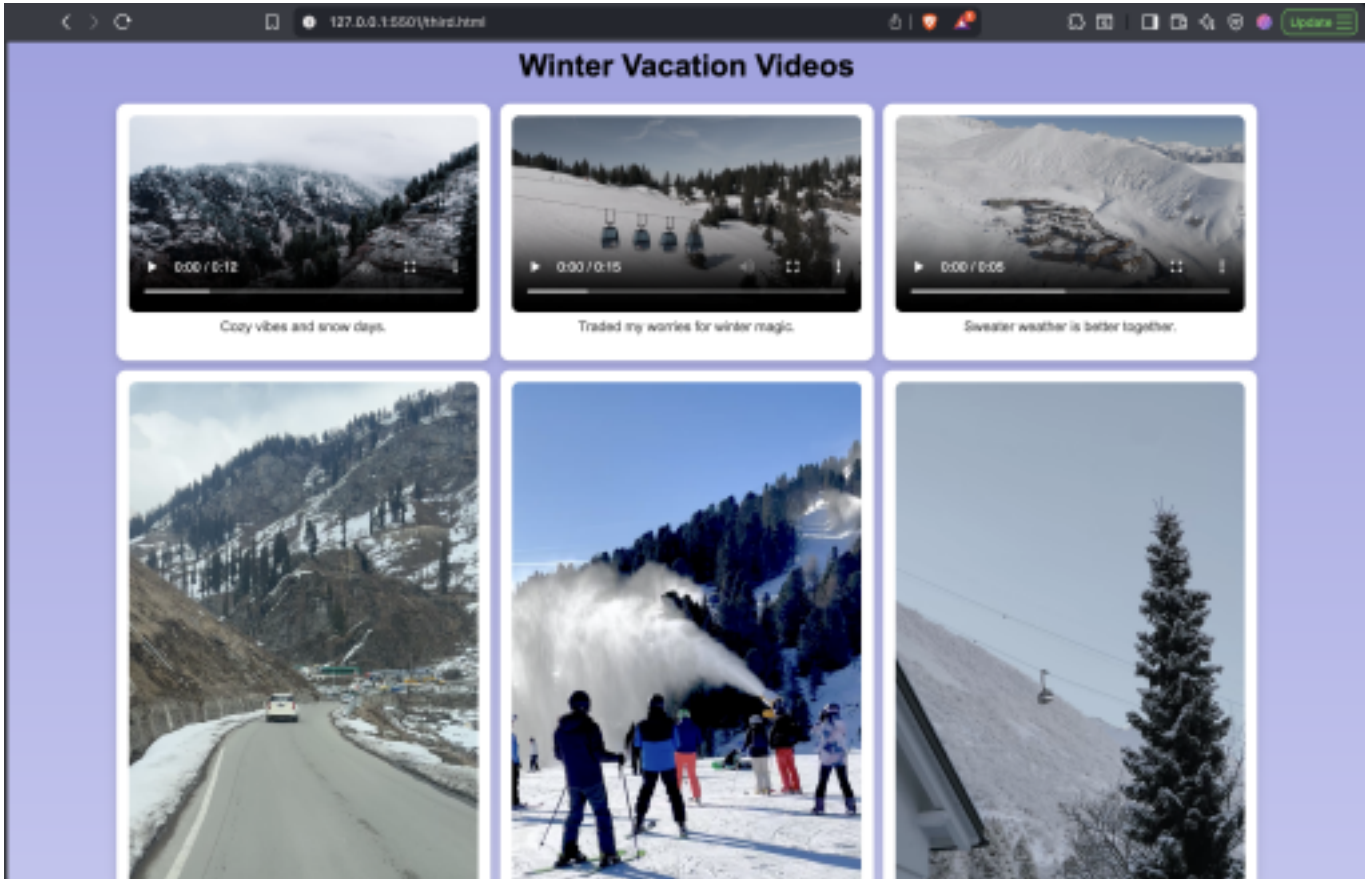 127.0.0.1:5501/third.html
Update
Winter Vacation Videos
0:00 / 0:12
0:00 / 0:15
0:00 / 0:05
Cozy vibes and snow days.
Traded my worries for winter magic.
Sweater weather is better together.